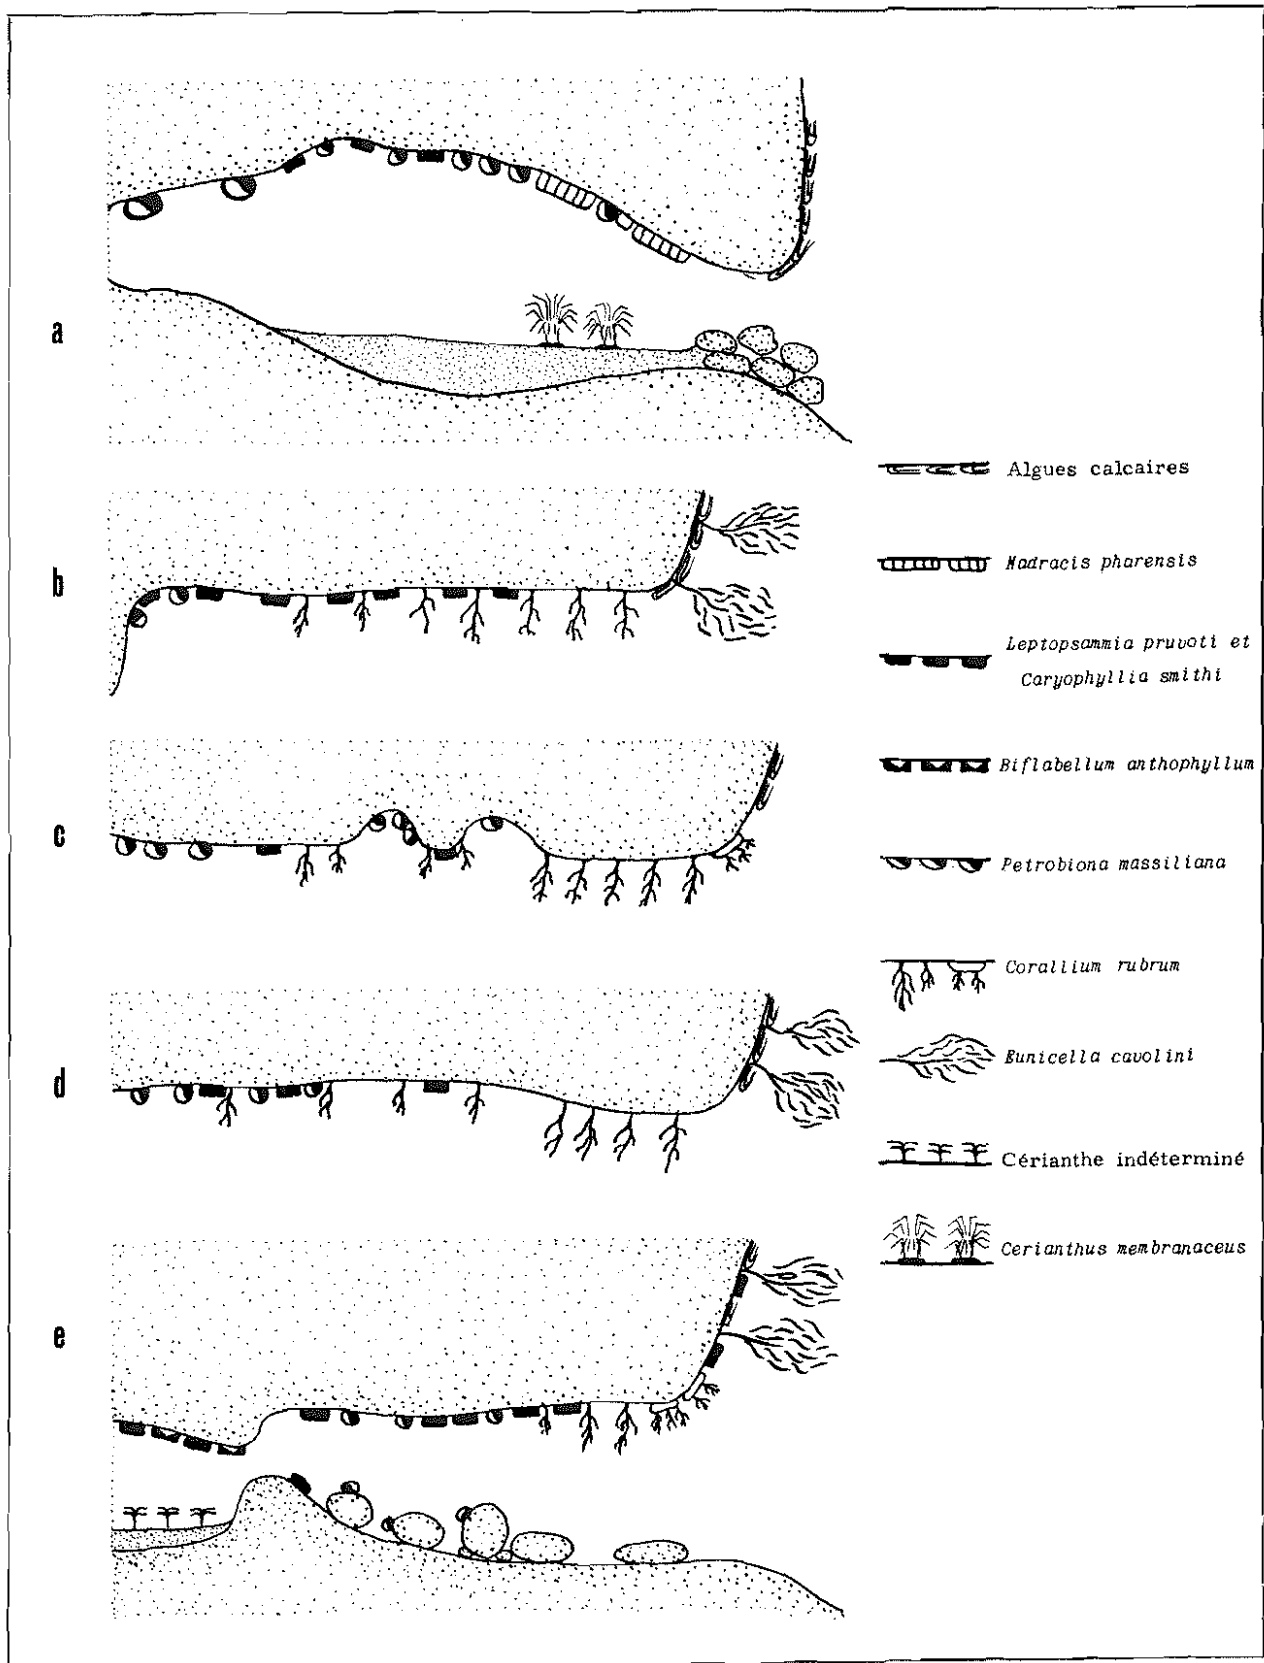 a
b
c
d
e
Algues calcaires
Madracis pharensis
Leptopsammia pruvoti et
Caryophyllia smithi
Biflabellum anthophyllum
Petrobiona massiliana
Corallium rubrum
Eunicella cavolini
Cérianthe indéterminé
Cerianthus membranaceus